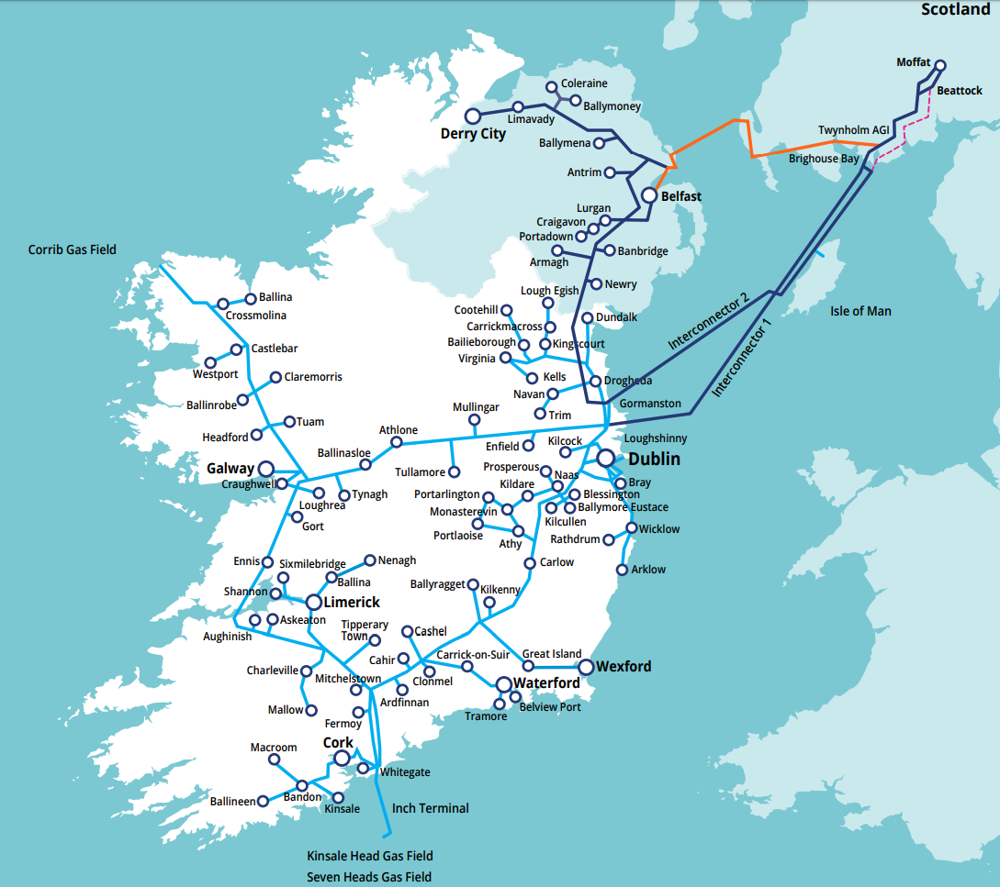 Scotland
Moffat
Beattock
Coleraine
Ballymoney
Limavady
Derry City
Twynholm AGI
Ballymena
Brighouse Bay
Antrim
Belfast
Lurgan
Craigavon
Portadown
Corrib Gas Field
Banbridge
Armagh
Newry
Lough Egish
Ballina
Crossmolina
Cootehill
Dundalk
Isle of Man
Interconnector 2
Interconnector 1
Carrickmacross
Bailieborough
Kingscourt
Castlebar
Virginia
Westport
Claremorris
Kells
Drogheda
Navan
Ballinrobe
Gormanston
Mullingar
Trim
Tuam
Athlone
Headford
Loughshinny
Kilcock
Enfield
Ballinasloe
Dublin
Galway
Prosperous
Tullamore
Naas
Craughwell
Kildare
Bray
Tynagh
Portlington
Blessington
Loughrea
Monasterevin
Ballymore Eustace
Kilcullen
Gort
Portlaoise
Wicklow
Rathdrum
Athy
Ennis
Sixmilebridge
Nenagh
Carlow
Arklow
Ballina
Ballyragget
Kilkenny
Shannon
Limerick
Askeaton
Tipperary
Town
Cashel
Aughinish
Carrick-on-Suir
Great Island
Cahir
Wexford
Charleville
Mitchelstown
Clonmel
Waterford
Ardfinnan
Belview Port
Mallow
Tramore
Fermoy
Cork
Macroom
Whitegate
Bandon
Ballineen
Kinsale
Inch Terminal
Kinsale Head Gas Field
Seven Heads Gas Field